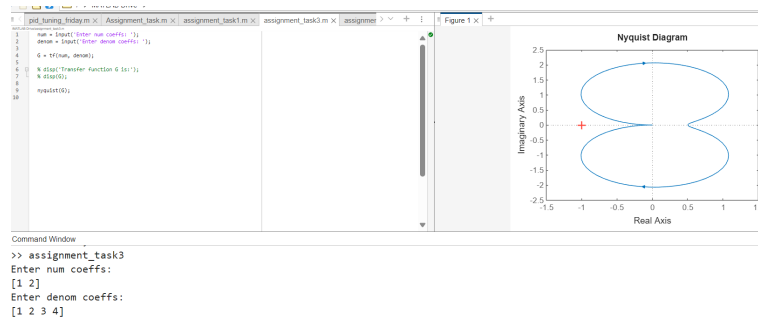 pid_tuning_friday.m × Assignment_task.m × assignment_task1.m × assignment_task3.m × assignmer
1 num = input('Enter num coeffs: ');
2 denom = input('Enter denom coeffs: ');
3
4 G = tf(num, denom);
5
6 % disp('Transfer function G is:');
7 % disp(G);
8
9 nyquist(G);
10
Figure 1 × +
Nyquist Diagram
Imaginary Axis
2.5
2
1.5
1
0.5
0
-0.5
-1
-1.5
-2
-2.5
-1.5 -1 -0.5 0 0.5 1 1
Real Axis
Command Window
>> assignment_task3
Enter num coeffs:
[1 2]
Enter denom coeffs:
[1 2 3 4]